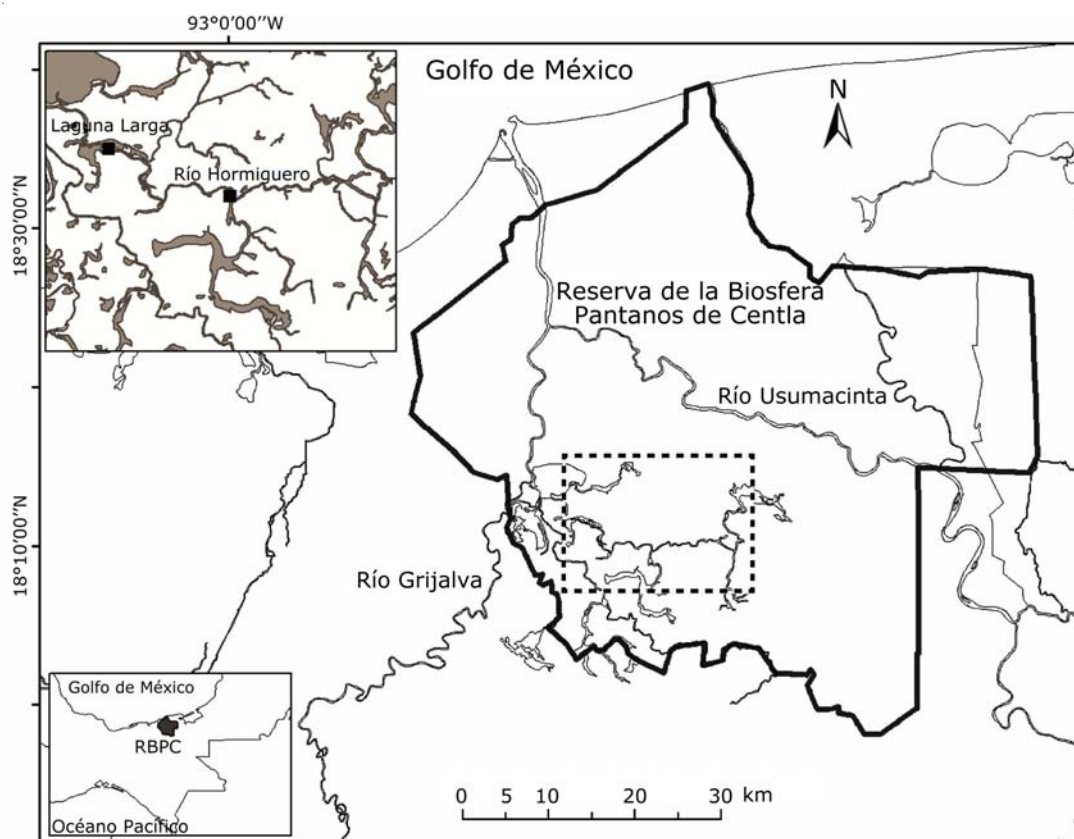 93°0'00''W
Golfo de México
N
Laguna Larga
Río Hormiguero
18°30'00''N
Reserva de la Biosfera
Pantanos de Centla
Río Usumacinta
18°10'00''N
Río Grijalva
Golfo de México
RBPC
Océano Pacífico
0 5 10 20 30 km